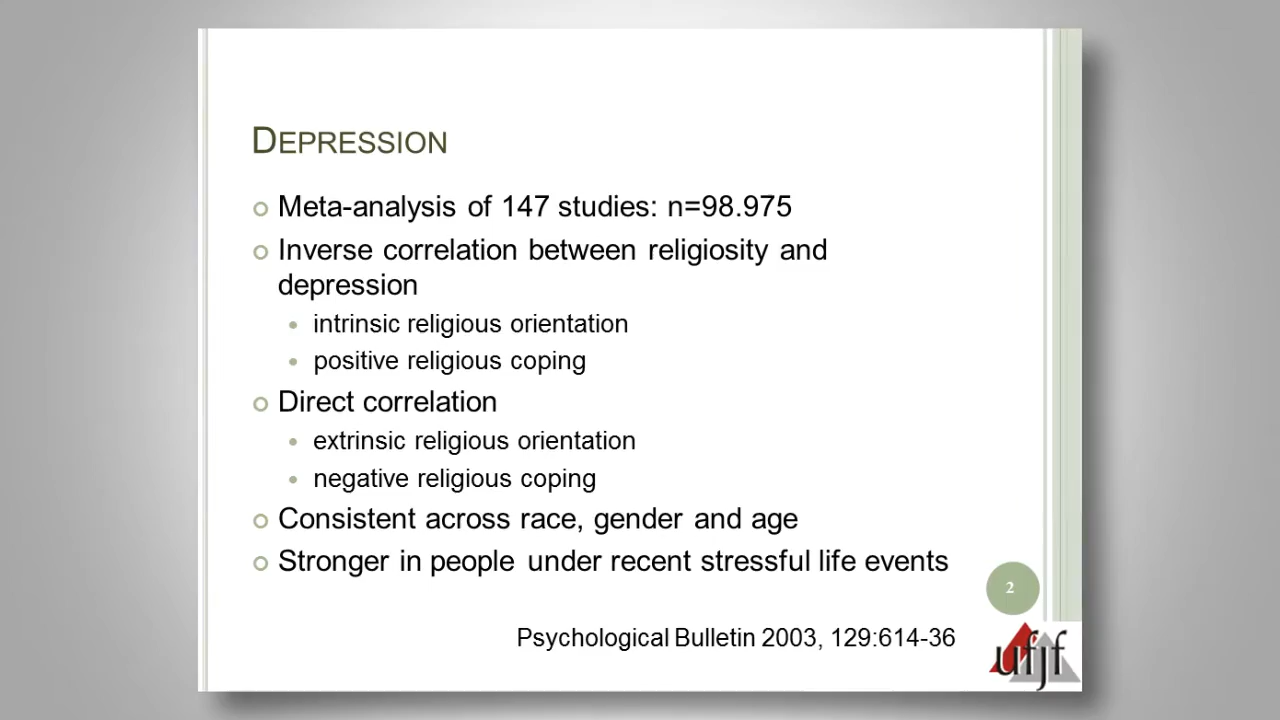 DEPRESSION
Meta-analysis of 147 studies: n=98.975
Inverse correlation between religiosity and
depression
intrinsic religious orientation
positive religious coping
Direct correlation
extrinsic religious orientation
negative religious coping
Consistent across race, gender and age
Stronger in people under recent stressful life events
2
Psychological Bulletin 2003, 129:614-36
ufjf